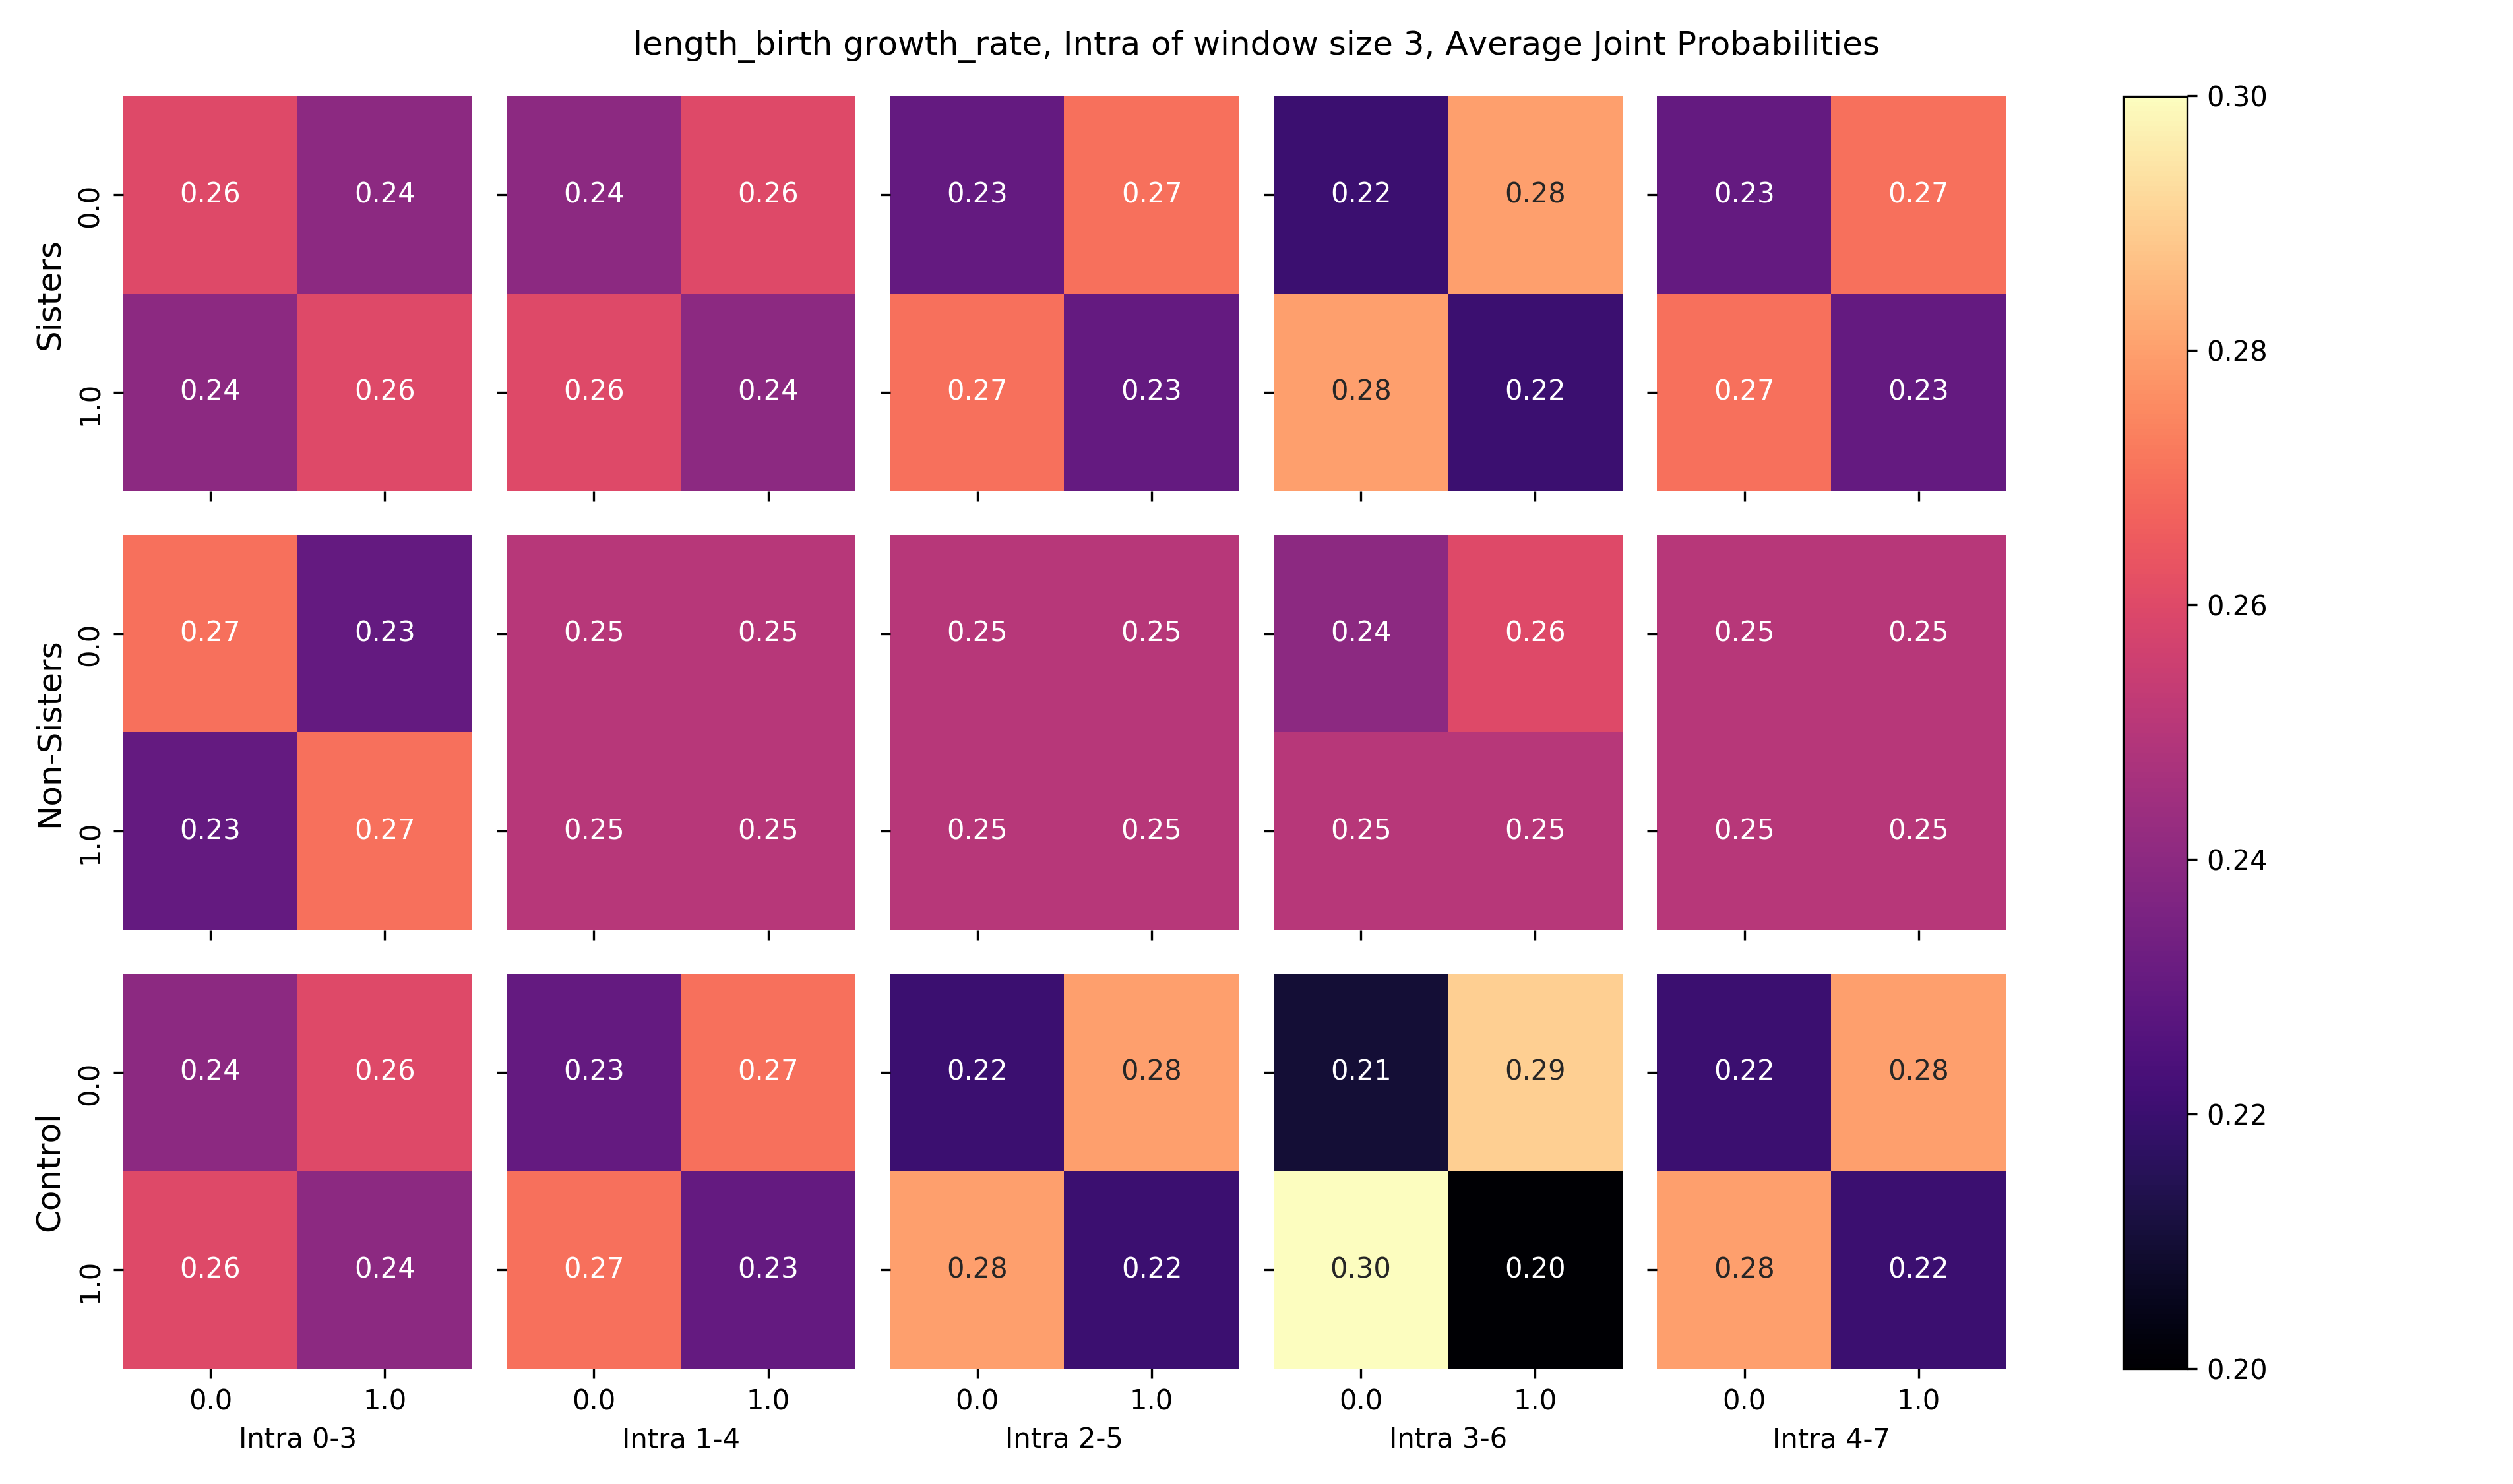 length_birth growth_rate, Intra of window size 3, Average Joint Probabilities
Sisters
0.0
0.26 0.24 0.24 0.26 0.23 0.27 0.22 0.28 0.23 0.27
1.0
0.24 0.26 0.26 0.24 0.27 0.23 0.28 0.22 0.27 0.23
Non-Sisters
0.0
0.27 0.23 0.25 0.25 0.25 0.25 0.24 0.26 0.25 0.25
1.0
0.23 0.27 0.25 0.25 0.25 0.25 0.25 0.25 0.25 0.25
Control
0.0
0.24 0.26 0.23 0.27 0.22 0.28 0.21 0.29 0.22 0.28
1.0
0.26 0.24 0.27 0.23 0.28 0.22 0.30 0.20 0.28 0.22
0.0 1.0 0.0 1.0 0.0 1.0 0.0 1.0 0.0 1.0
Intra 0-3 Intra 1-4 Intra 2-5 Intra 3-6 Intra 4-7
0.30
0.28
0.26
0.24
0.22
0.20